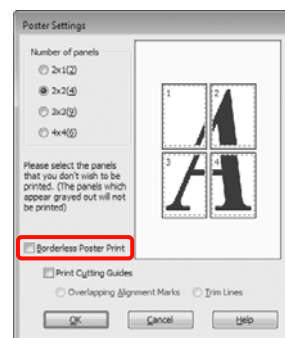 Poster Settings
Number of panels
2x1(2)
2x2(4)
1
2
3x3(9)
4x4(6)
Please select the panels
that you don't wish to be
printed. (The panels which
appear grayed out will not
be printed)
3
4
Borderless Poster Print
Print Cutting Guides
Overlapping Alignment Marks
Trim Lines
OK
Cancel
Help